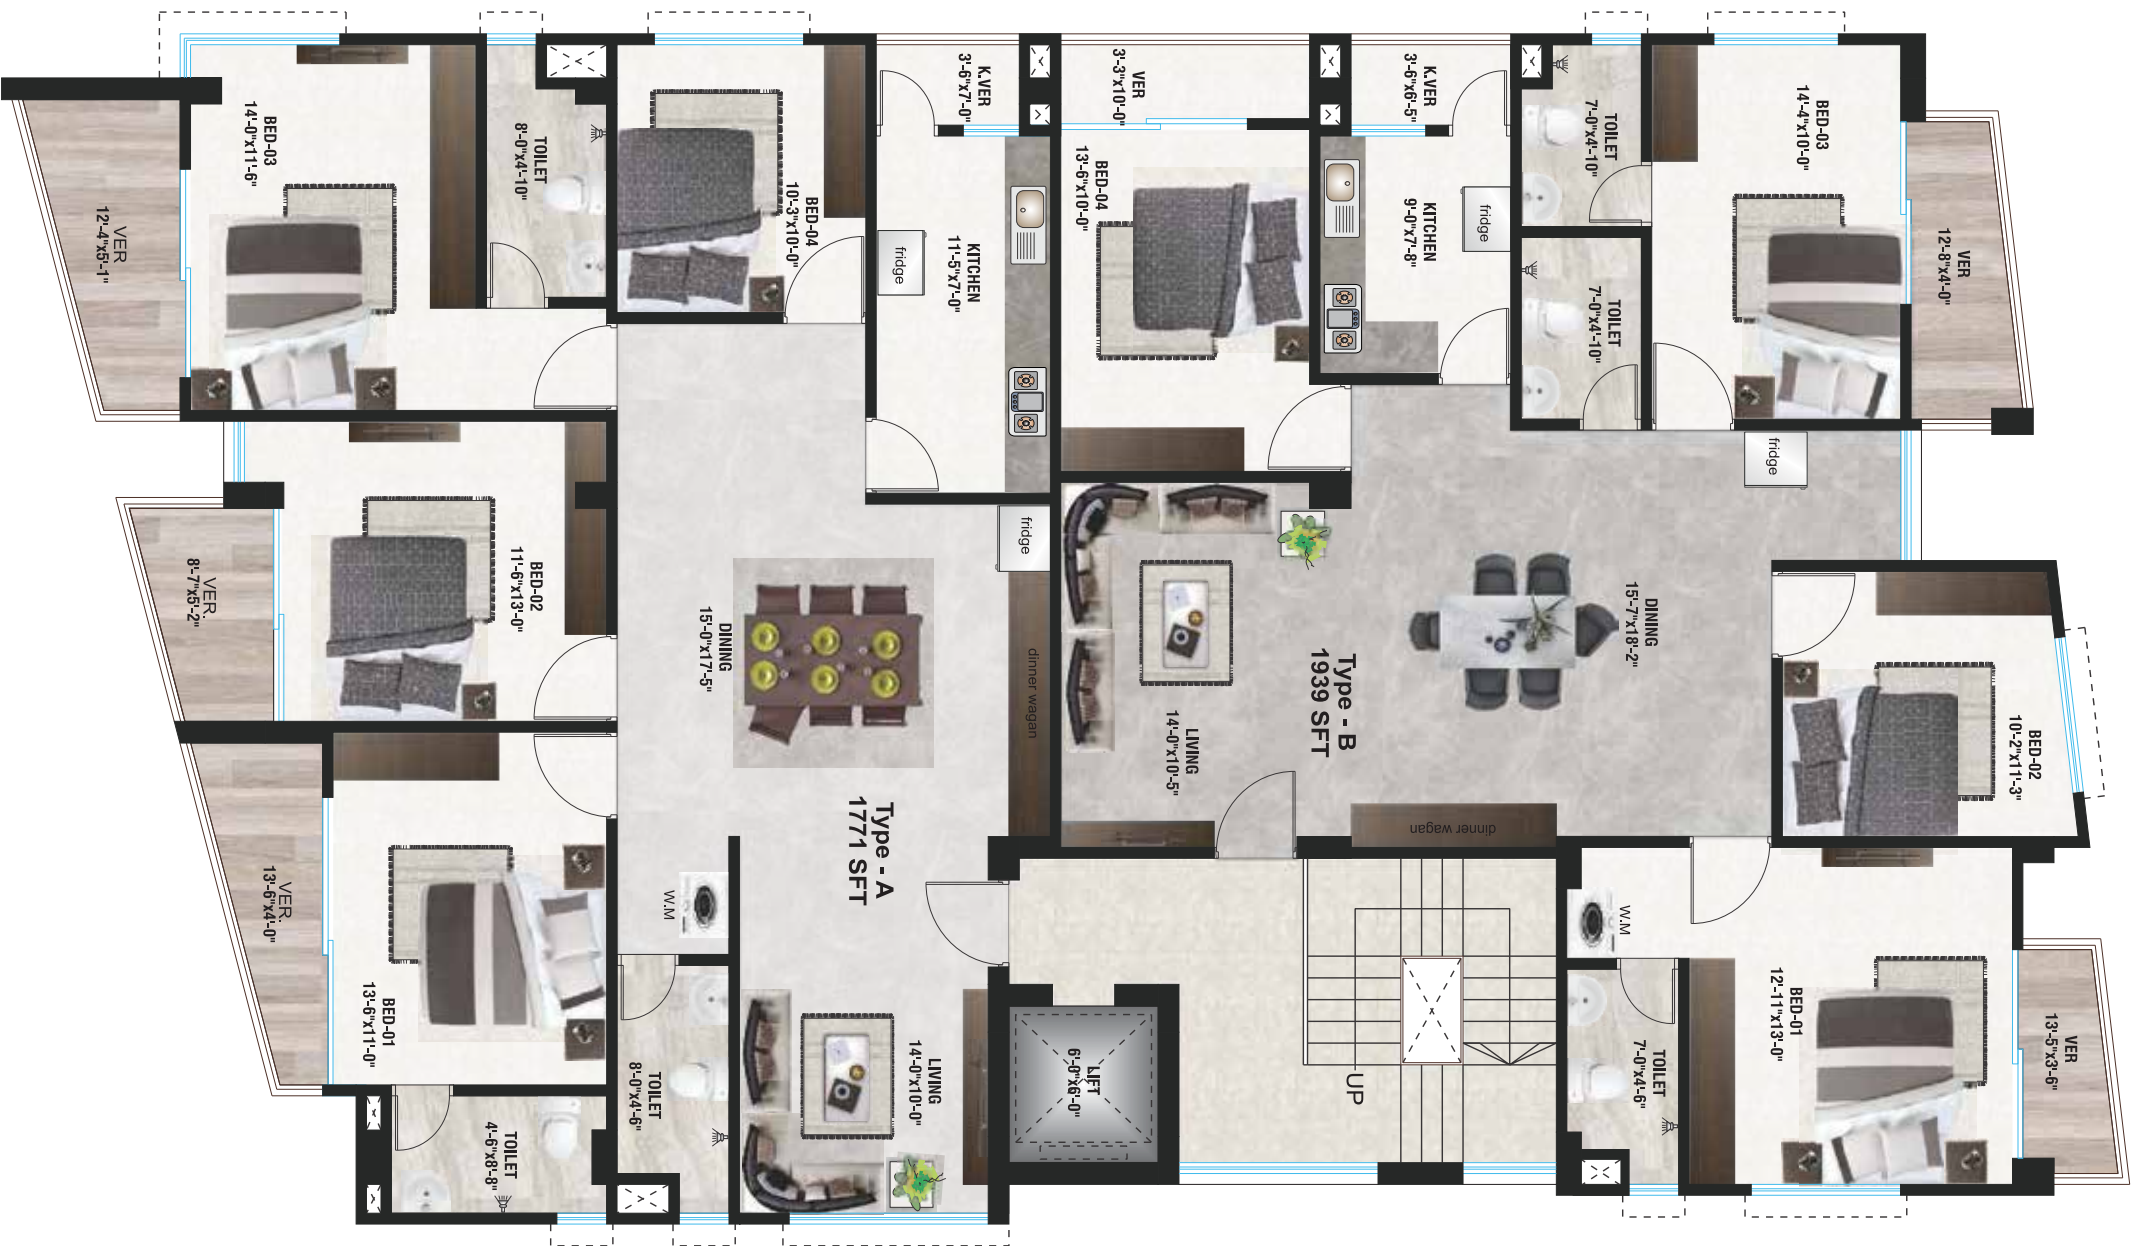 BED-03
14'-0"x11'-6"
VER
12'-4"x5'-1"
TOILET
8'-0"x4'-10"
BED-04
10'-3"x10'-0"
K.VER
3'-6"x7'-0"
KITCHEN
11'-5"x7'-0"
fridge
VER
3'-3"x10'-0"
BED-04
13'-6"x10'-0"
K.VER
3'-6"x6'-5"
KITCHEN
9'-0"x7'-8"
fridge
TOILET
7'-0"x4'-10"
TOILET
7'-0"x4'-10"
BED-03
14'-4"x10'-0"
VER
12'-8"x4'-0"
fridge
BED-02
11'-6"x13'-0"
VER.
8'-7"x5'-2"
DINING
15'-0"x17'-5"
fridge
dinner wagan
Type - A
1771 SFT
LIVING
14'-0"x10'-5"
Type - B
1939 SFT
DINING
15'-7"x18'-2"
dinner wagan
BED-02
10'-2"x11'-3"
VER.
13'-6"x4'-0"
BED-01
13'-6"x11'-0"
W.M
TOILET
8'-0"x4'-6"
TOILET
4'-6"x8'-8"
LIVING
14'-0"x10'-0"
LIFT
6'-0"x6'-0"
UP
W.M
TOILET
7'-0"x4'-6"
BED-01
12'-11"x13'-0"
VER
13'-5"x3'-6"